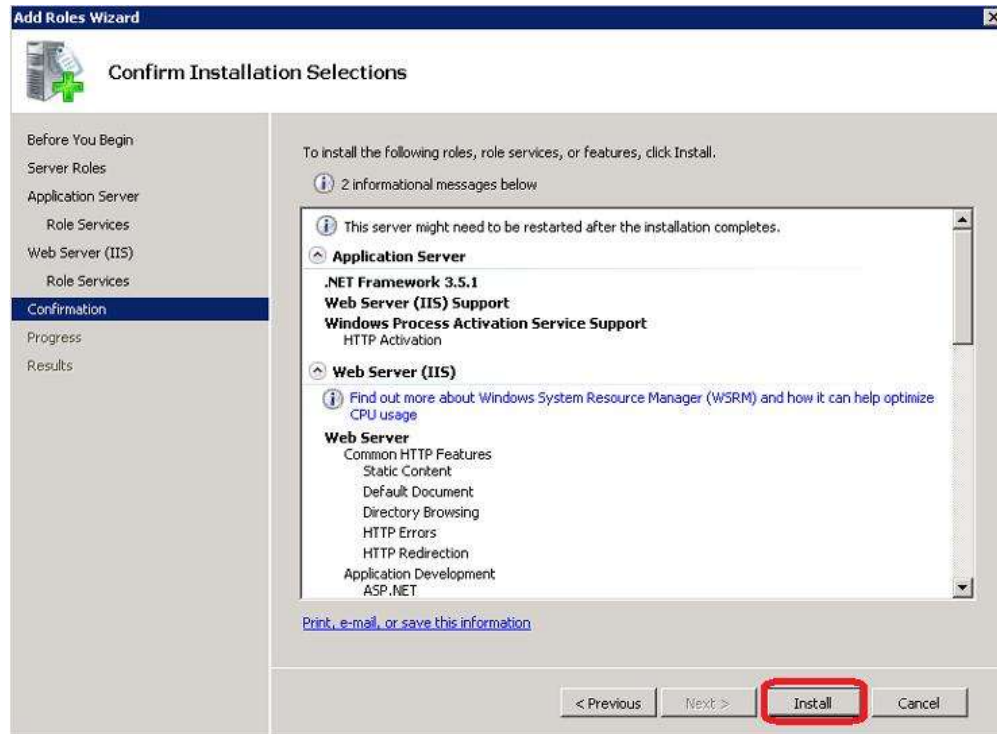 Add Roles Wizard
Confirm Installation Selections
Before You Begin
Server Roles
Application Server
Role Services
Web Server (IIS)
Role Services
Confirmation
Progress
Results
To install the following roles, role services, or features, click Install.
2 informational messages below
This server might need to be restarted after the installation completes.
Application Server
.NET Framework 3.5.1
Web Server (IIS) Support
Windows Process Activation Service Support
HTTP Activation
Web Server (IIS)
Find out more about Windows System Resource Manager (WSRM) and how it can help optimize
CPU usage
Web Server
Common HTTP Features
Static Content
Default Document
Directory Browsing
HTTP Errors
HTTP Redirection
Application Development
ASP.NET
Print, e-mail, or save this information
< Previous Next > Install Cancel